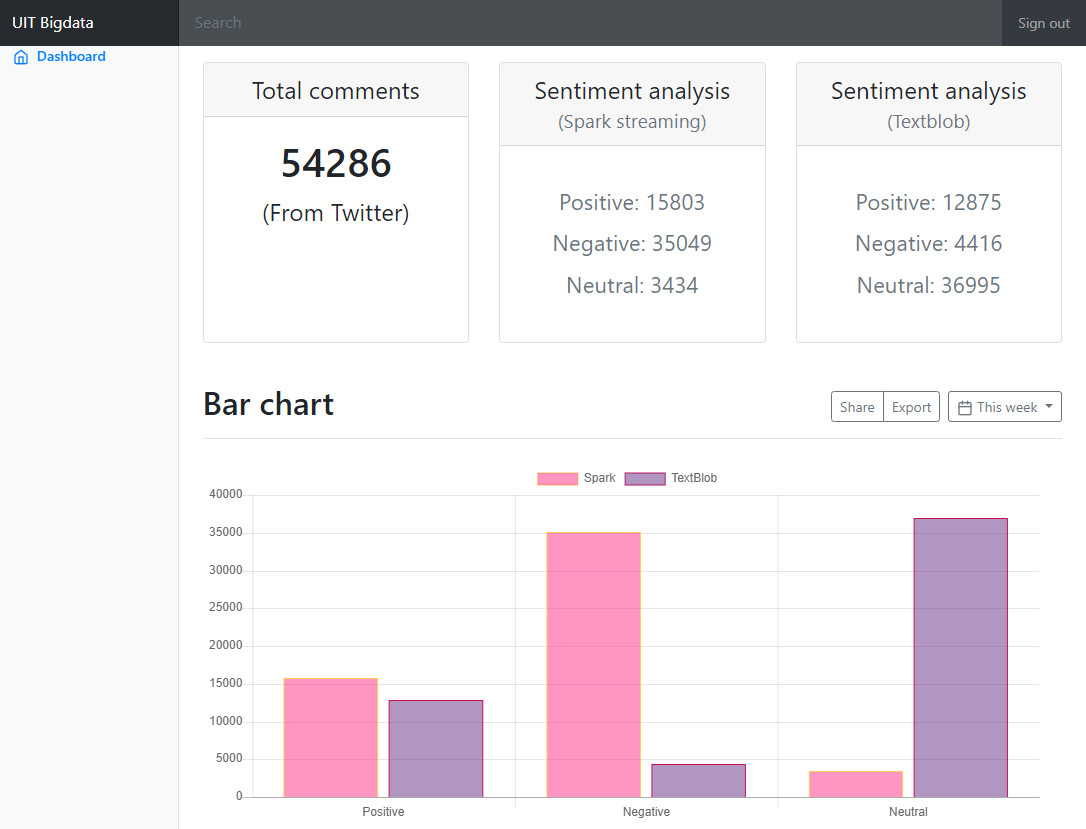 UIT Bigdata
Search
Sign out
Dashboard
Total comments
54286
(From Twitter)
Sentiment analysis
(Spark streaming)
Positive: 15803
Negative: 35049
Neutral: 3434
Sentiment analysis
(Textblob)
Positive: 12875
Negative: 4416
Neutral: 36995
Bar chart
Share
Export
This week
Spark
TextBlob
40000
35000
30000
25000
20000
15000
10000
5000
0
Positive
Negative
Neutral